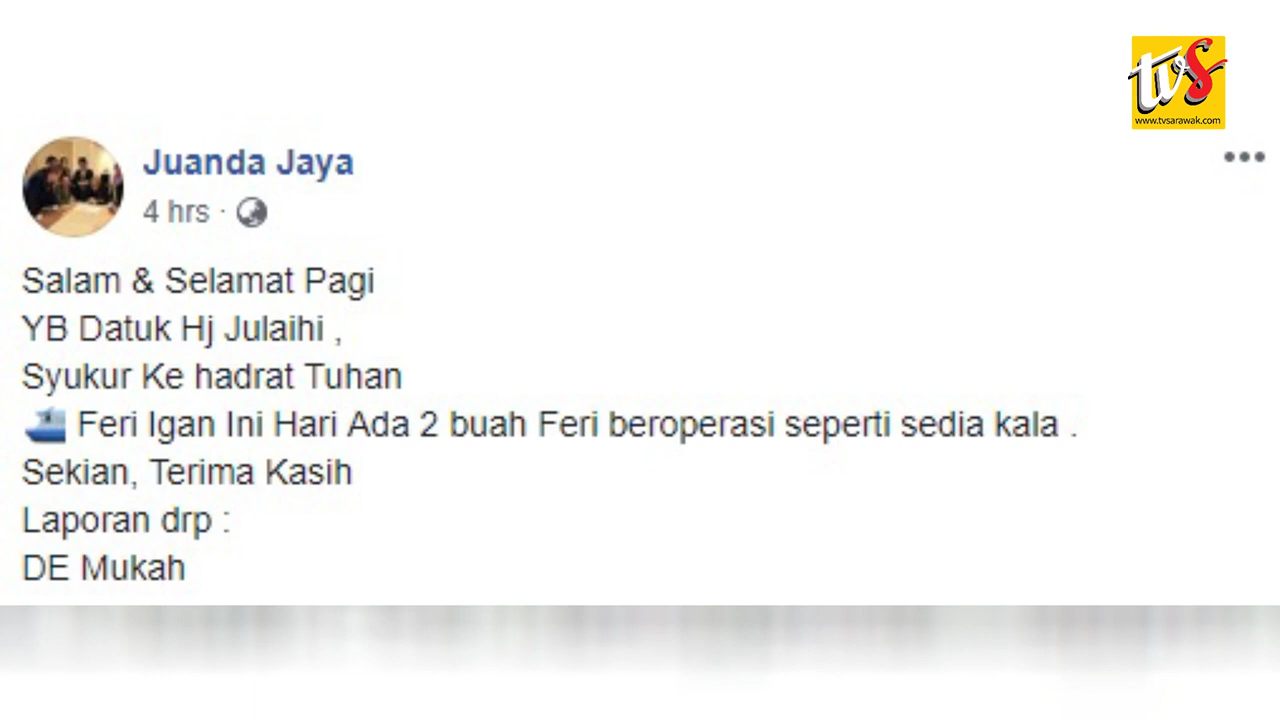 tvS
www.tvsarawak.com
Juanda Jaya
4 hrs ·
Salam & Selamat Pagi
YB Datuk Hj Julaihi ,
Syukur Ke hadrat Tuhan
Feri Igan Ini Hari Ada 2 buah Feri beroperasi seperti sedia kala .
Sekian, Terima Kasih
Laporan drp :
DE Mukah